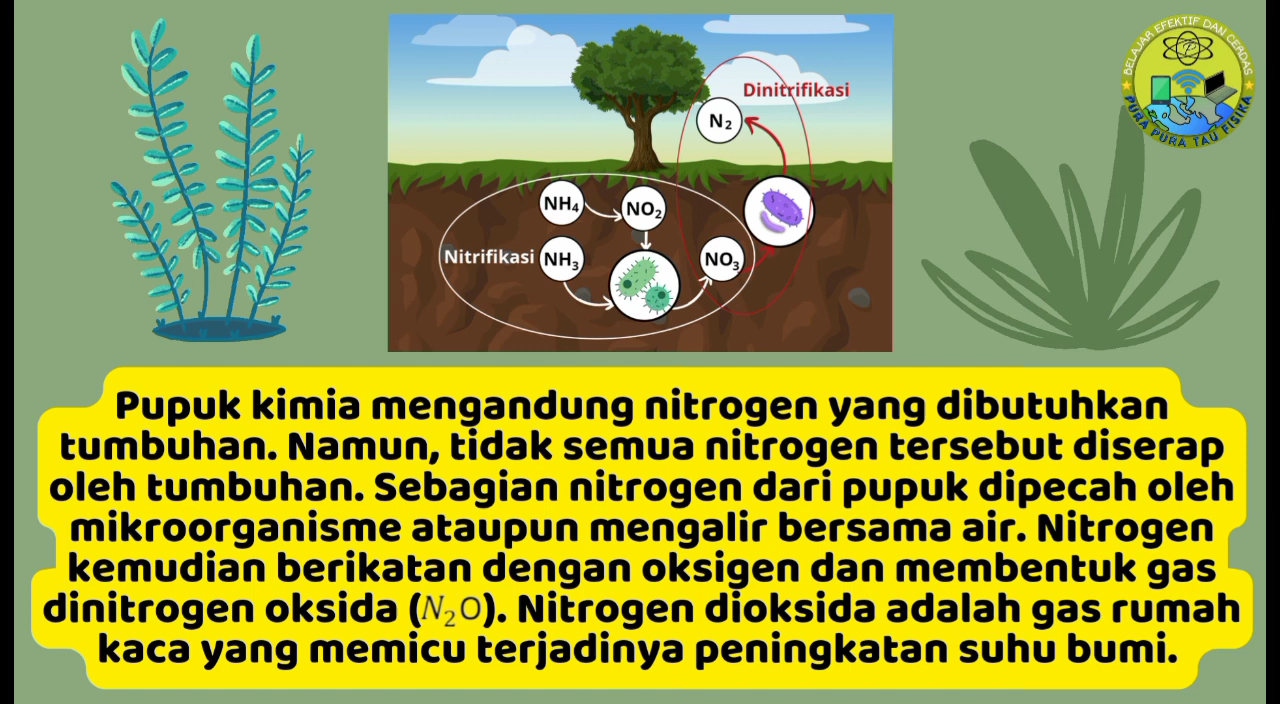 BELAJAR EFEKTIF DAN CERDAS
PURA PURA TAU FISIKA
Dinitrifikasi
N₂
NH₄
NO₂
Nitrifikasi
NH₃
NO₃
Pupuk kimia mengandung nitrogen yang dibutuhkan
tumbuhan. Namun, tidak semua nitrogen tersebut diserap
oleh tumbuhan. Sebagian nitrogen dari pupuk dipecah oleh
mikroorganisme ataupun mengalir bersama air. Nitrogen
kemudian berikatan dengan oksigen dan membentuk gas
dinitrogen oksida (N₂O). Nitrogen dioksida adalah gas rumah
kaca yang memicu terjadinya peningkatan suhu bumi.